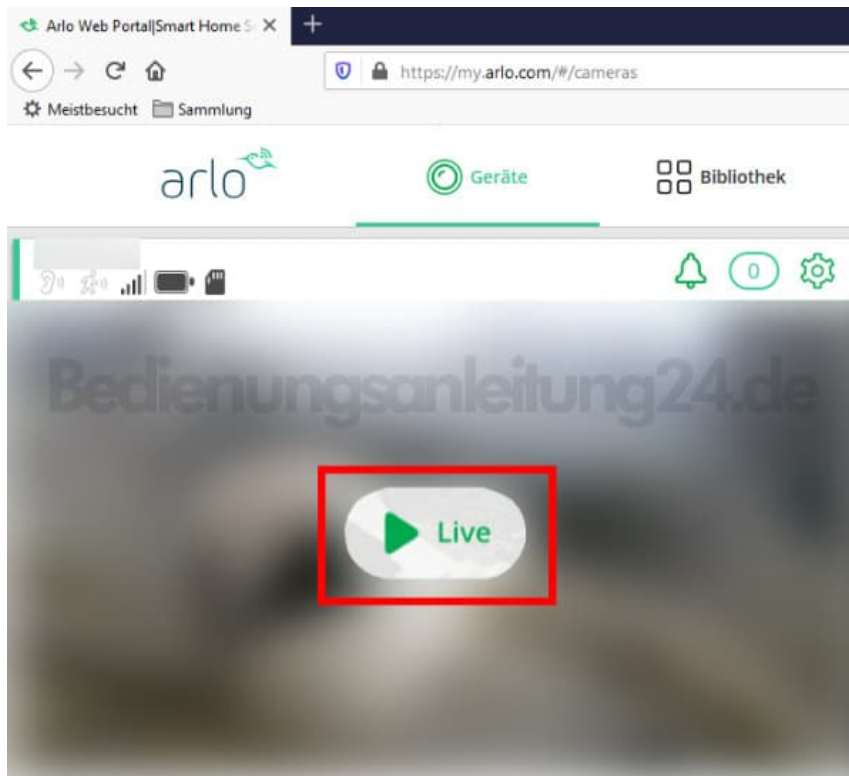 Arlo Web Portal|Smart Home S
https://my.arlo.com/#/cameras
Meistbesucht Sammlung
arlo Geräte Bibliothek
0
Bedienungsanleitung24.de
Live